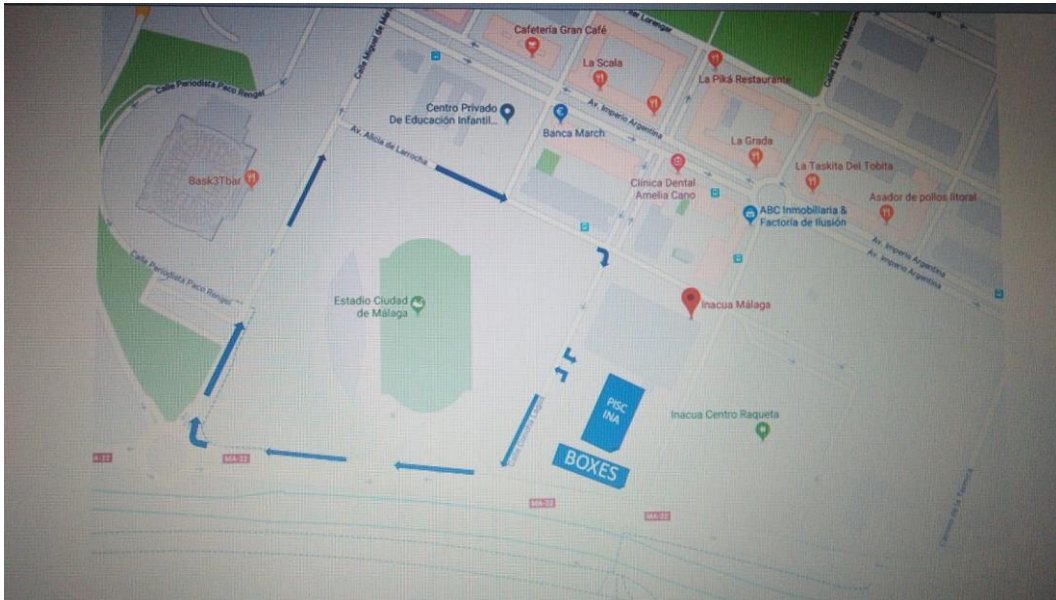 Cafetería Gran Café
La Scala
La Piká Restaurante
Calle Periodista Paco Rengel
Centro Privado
De Educación Infantil...
Banca March
Av. Imperio Argentina
Av. Alicia de Larrocha
La Grada
Bask3Tbar
Clínica Dental
Amelia Cano
La Taskita Del Tobita
Asador de pollos litoral
ABC Inmobiliaria &
Factoría de Ilusión
Av. Imperio Argentina
Av. Imperio Argentina
Calle Periodista Paco Rengel
Estadio Ciudad
de Málaga
Inacua Málaga
PISC
INA
Inacua Centro Raqueta
BOXES
MA-22
MA-22
MA-22